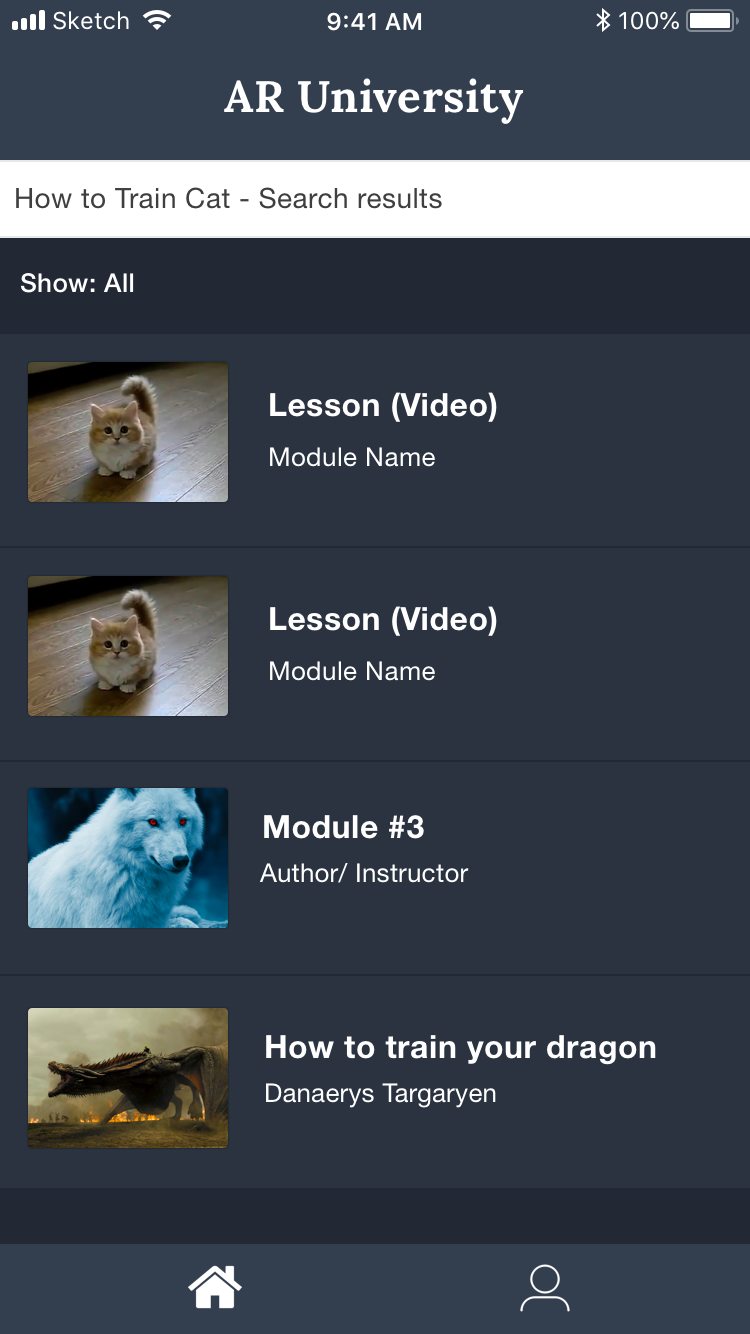 Sketch 9:41 AM 100%
AR University
How to Train Cat - Search results
Show: All
Lesson (Video)
Module Name
Lesson (Video)
Module Name
Module #3
Author/ Instructor
How to train your dragon
Danaerys Targaryen